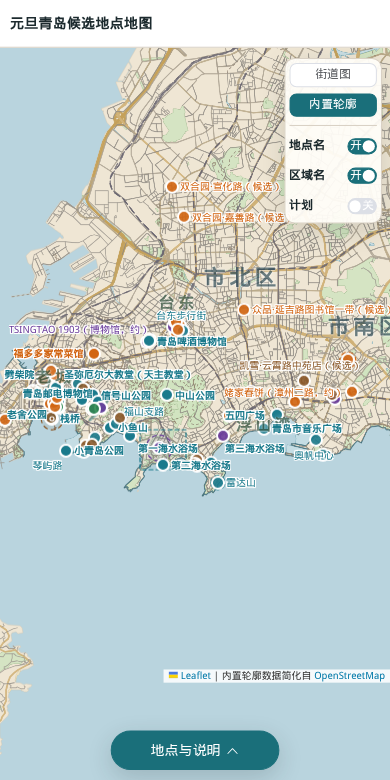 元旦青岛候选地点地图
街道图
内置轮廓
地点名 开
区域名 开
计划 关
双合园·宣化路（候选）
双合园·嘉善路（候选
市北区
台东
台东步行街
众品·延吉路图书馆一带（候选）
市南区
TSINGTAO 1903（博物馆，约）
青岛啤酒博物馆
福多多家常菜馆
凯雪·云霄路中苑店（候选）
劈柴院
圣弥厄尔大教堂（天主教堂）
青岛邮电博物馆
信号山公园
中山公园
姥家春饼（漳州二路，约）
老舍公园
栈桥
福山支路
五四广场
小鱼山
青岛市音乐广场
小青岛公园
第一海水浴场
第三海水浴场
奥帆中心
琴屿路
第二海水浴场
雷达山
Leaflet | 内置轮廓数据简化自 OpenStreetMap
地点与说明